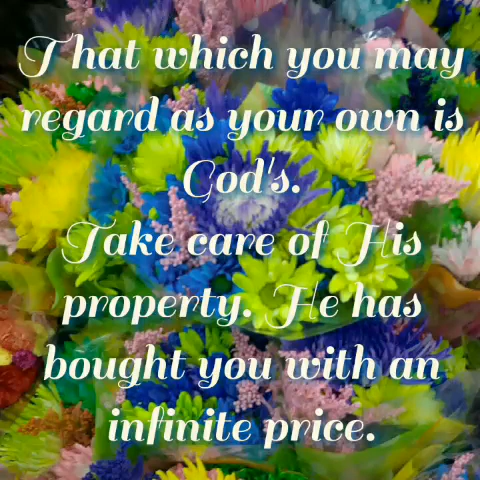 That which you may
regard as your own is
God's.
Take care of His
property. He has
bought you with an
infinite price.